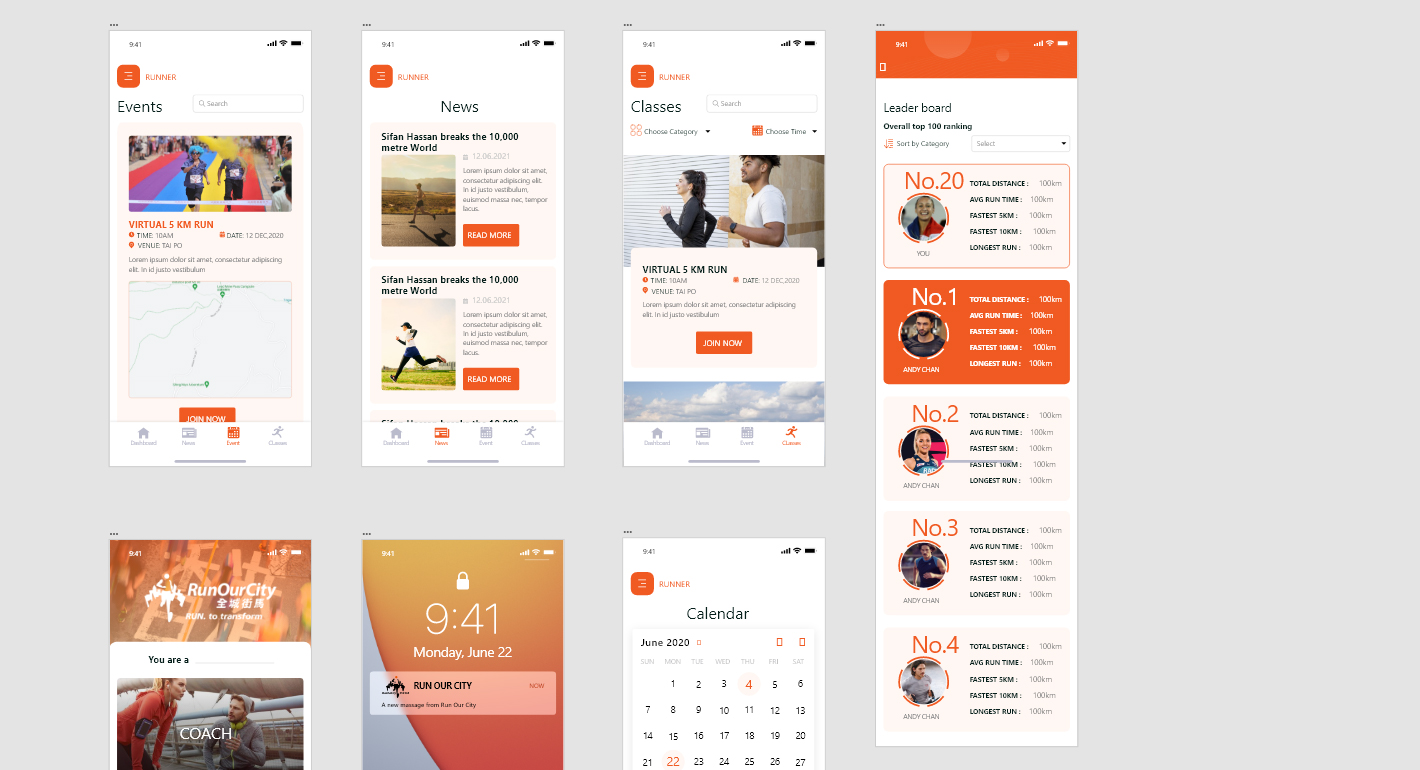 9:41
RUNNER
Events
Search
VIRTUAL 5 KM RUN
TIME: 10AM
DATE: 12 DEC,2020
VENUE: TAI PO
Lorem ipsum dolor sit amet, consectetur adipiscing
elit. In id justo vestibulum
JOIN NOW
Dashboard
News
Event
Classes
9:41
RUNNER
News
Sifan Hassan breaks the 10,000
metre World
12.06.2021
Lorem ipsum dolor sit amet,
consectetur adipiscing elit.
In id justo vestibulum,
euismod massa nec, tempor
lacus.
READ MORE
Sifan Hassan breaks the 10,000
metre World
12.06.2021
Lorem ipsum dolor sit amet,
consectetur adipiscing elit.
In id justo vestibulum,
euismod massa nec, tempor
lacus.
READ MORE
Dashboard
News
Event
Classes
9:41
RUNNER
Classes
Search
Choose Category
Choose Time
VIRTUAL 5 KM RUN
TIME: 10AM
DATE: 12 DEC,2020
VENUE: TAI PO
Lorem ipsum dolor sit amet, consectetur adipiscing
elit. In id justo vestibulum
JOIN NOW
Dashboard
News
Event
Classes
9:41
Leader board
Overall top 100 ranking
Sort by Category
Select
No.20
YOU
TOTAL DISTANCE : 100km
AVG RUN TIME : 100km
FASTEST 5KM : 100km
FASTEST 10KM : 100km
LONGEST RUN : 100km
No.1
ANDY CHAN
TOTAL DISTANCE : 100km
AVG RUN TIME : 100km
FASTEST 5KM : 100km
FASTEST 10KM : 100km
LONGEST RUN : 100km
No.2
ANDY CHAN
TOTAL DISTANCE : 100km
AVG RUN TIME : 100km
FASTEST 5KM : 100km
FASTEST 10KM : 100km
LONGEST RUN : 100km
No.3
ANDY CHAN
TOTAL DISTANCE : 100km
AVG RUN TIME : 100km
FASTEST 5KM : 100km
FASTEST 10KM : 100km
LONGEST RUN : 100km
No.4
ANDY CHAN
TOTAL DISTANCE : 100km
AVG RUN TIME : 100km
FASTEST 5KM : 100km
FASTEST 10KM : 100km
LONGEST RUN : 100km
9:41
RunOurCity
全城街馬
RUN. to transform
You are a
COACH
9:41
9:41
Monday, June 22
RUN OUR CITY
NOW
A new massage from Run Our City
9:41
RUNNER
Calendar
June 2020
SUN MON TUE WED THU FRI SAT
1 2 3 4 5 6
7 8 9 10 11 12 13
14 15 16 17 18 19 20
21 22 23 24 25 26 27